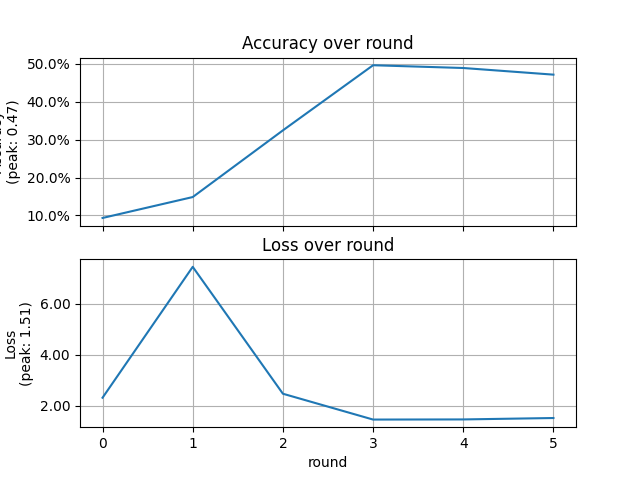 Accuracy over round
50.0%
40.0%
30.0%
20.0%
10.0%
(peak: 0.47)
Loss over round
6.00
4.00
2.00
Loss
(peak: 1.51)
0 1 2 3 4 5
round